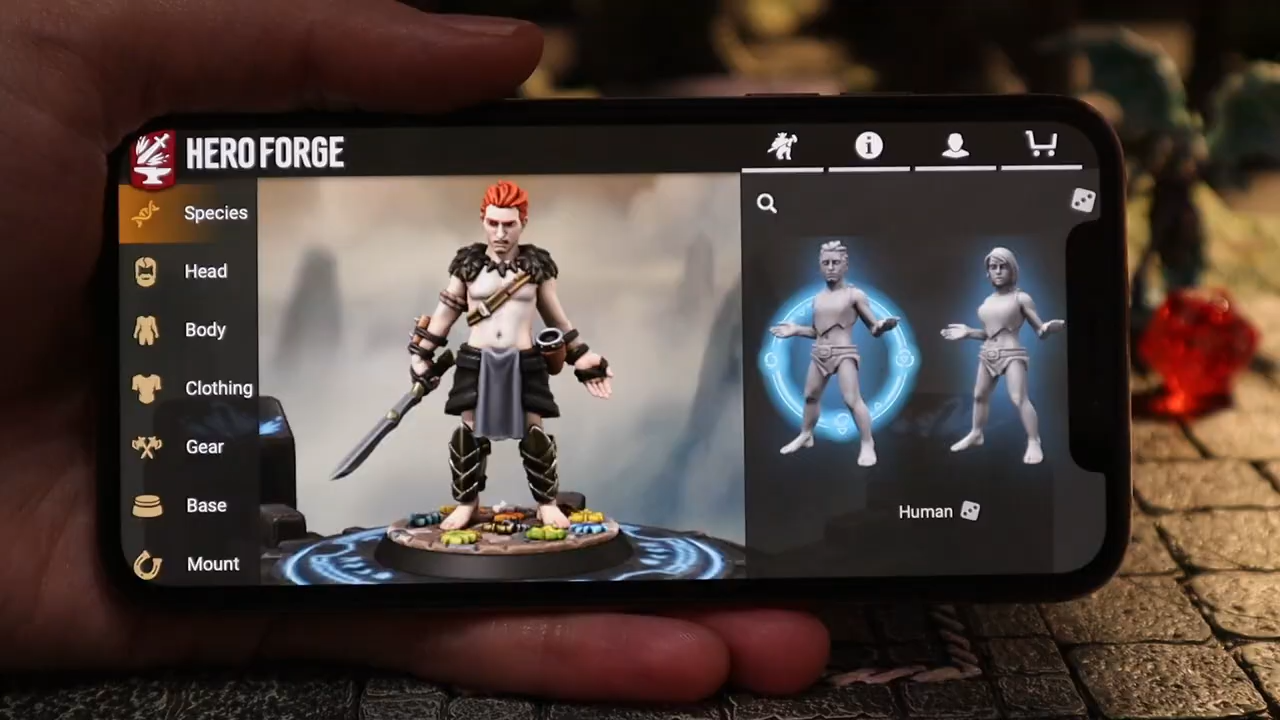 HERO FORGE
Species
Head
Body
Clothing
Gear
Base
Mount
Human